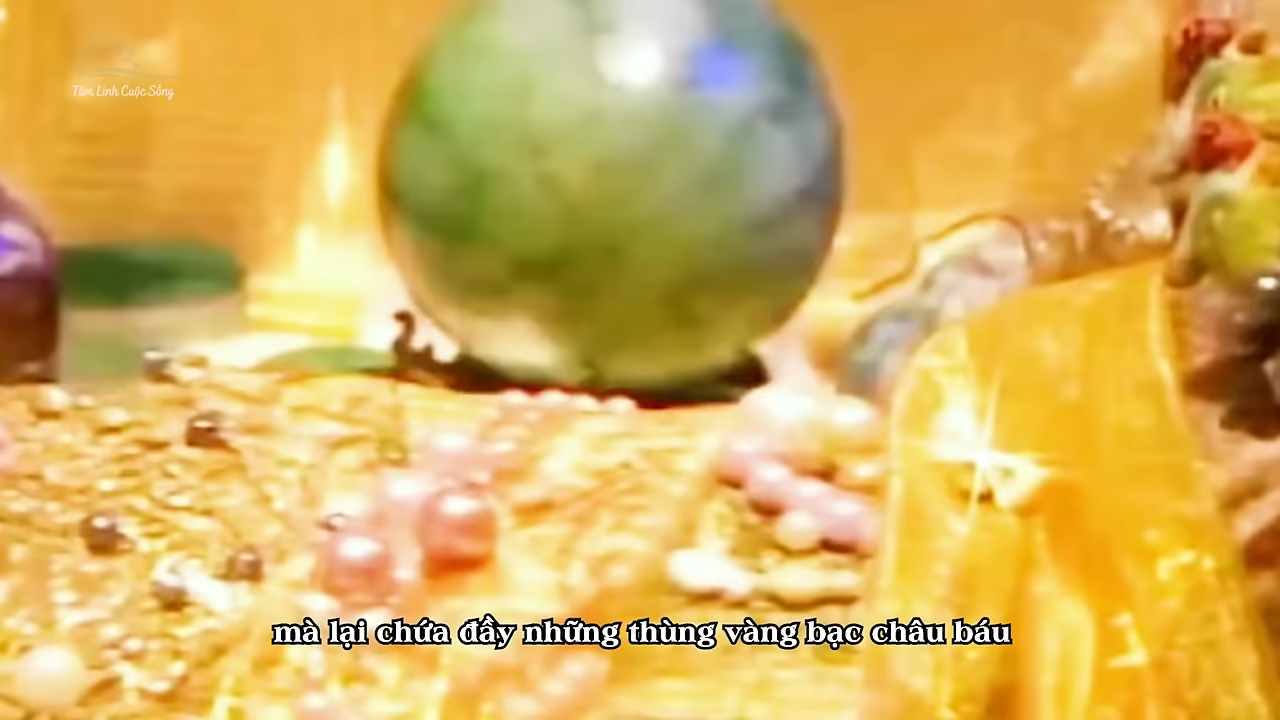 Tâm Linh Cuộc Sống
mà lại chứa đầy những thùng vàng bạc châu báu